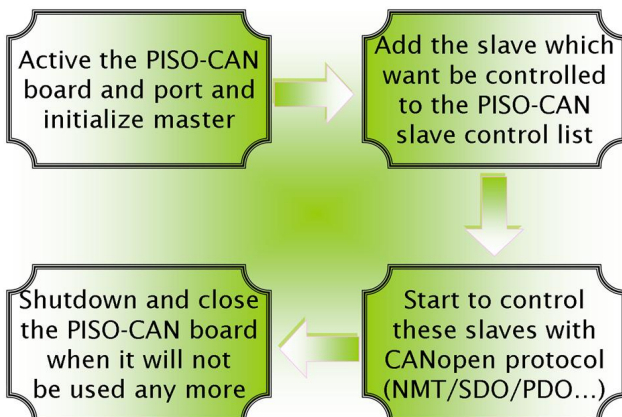 Active the PISO-CAN
board and port and
initialize master
Add the slave which
want be controlled
to the PISO-CAN
slave control list
Start to control
these slaves with
CANopen protocol
(NMT/SDO/PDO...)
Shutdown and close
the PISO-CAN board
when it will not
be used any more